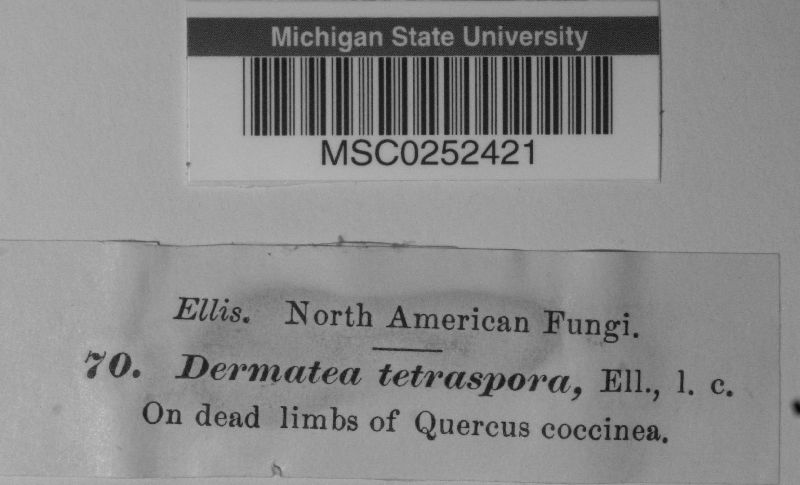 Michigan State University
MSC0252421
Ellis. North American Fungi.
70. Dermatea tetraspora, Ell., l. c.
On dead limbs of Quercus coccinea.